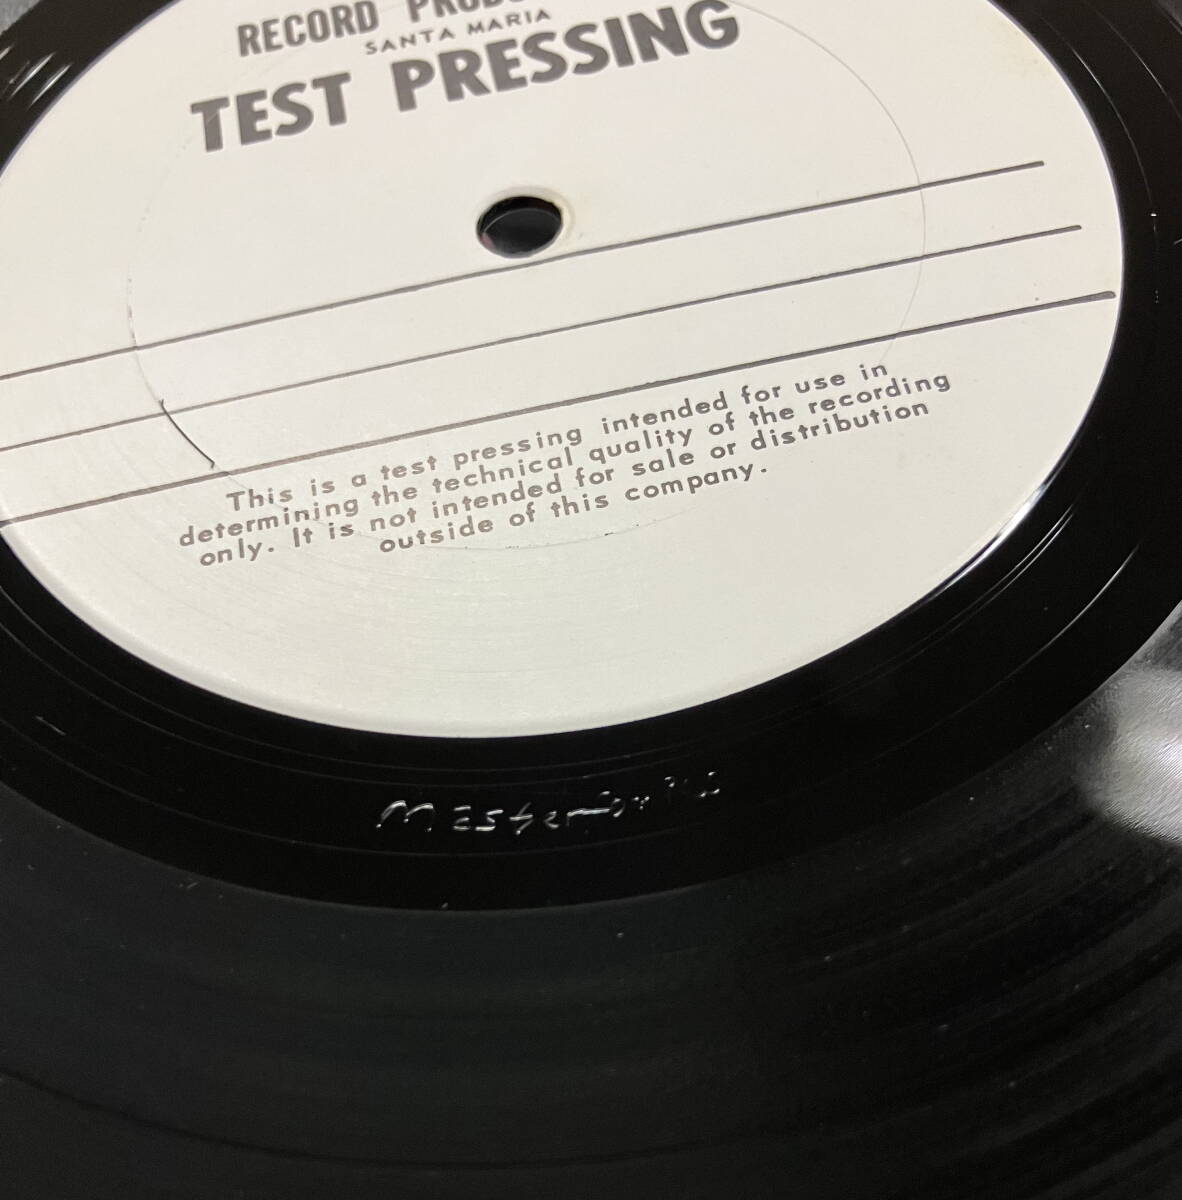 RECORD
SANTA MARIA
TEST PRESSING
This is a test pressing intended for use in
determining the technical quality of the recording
only. It is not intended for sale or distribution
outside of this company.